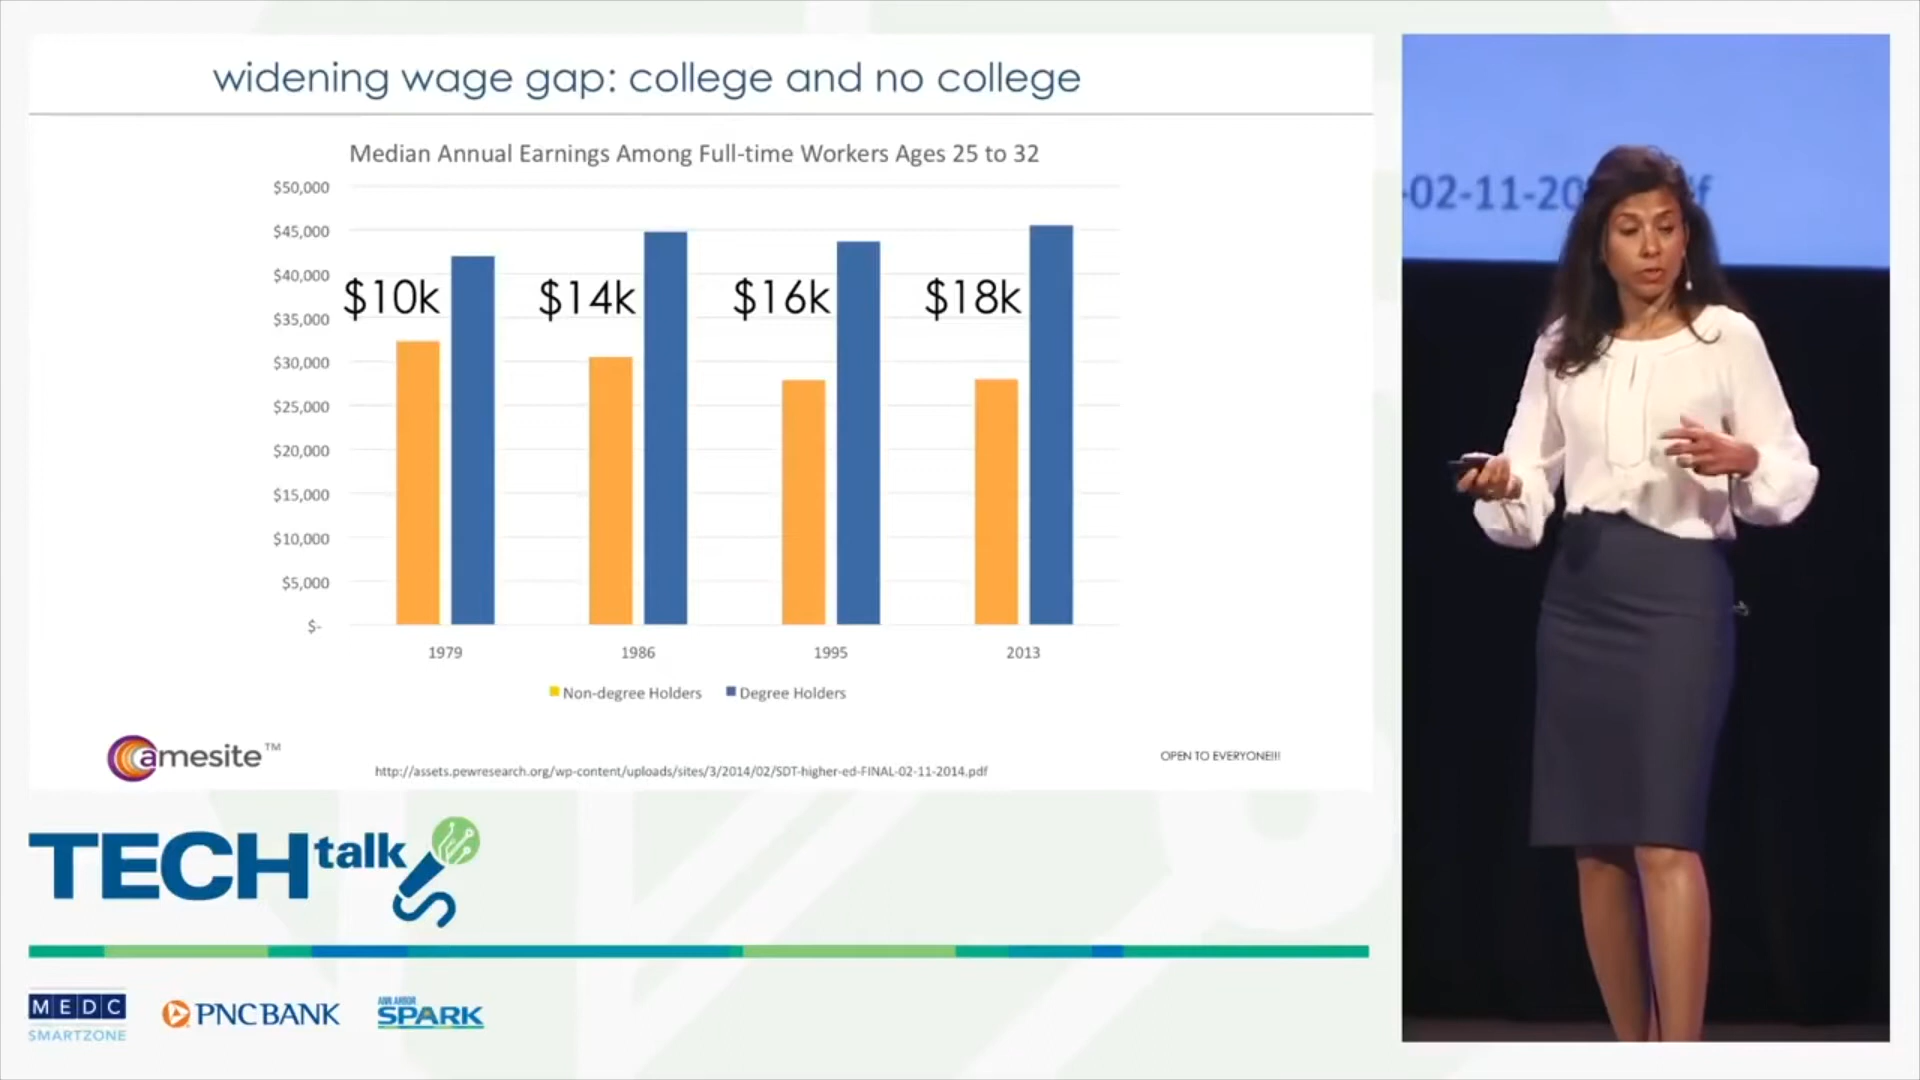 widening wage gap: college and no college
Median Annual Earnings Among Full-time Workers Ages 25 to 32
$50,000
$45,000
$40,000
$35,000
$30,000
$25,000
$20,000
$15,000
$10,000
$5,000
$-
$10k $14k $16k $18k
1979 1986 1995 2013
Non-degree Holders Degree Holders
amesite™
http://assets.pewresearch.org/wp-content/uploads/sites/3/2014/02/SDT-higher-ed-FINAL-02-11-2014.pdf
OPEN TO EVERYONE!!!
-02-11-20
TECH talk
MEDC
SMARTZONE
PNC BANK
ANN ARBOR
SPARK